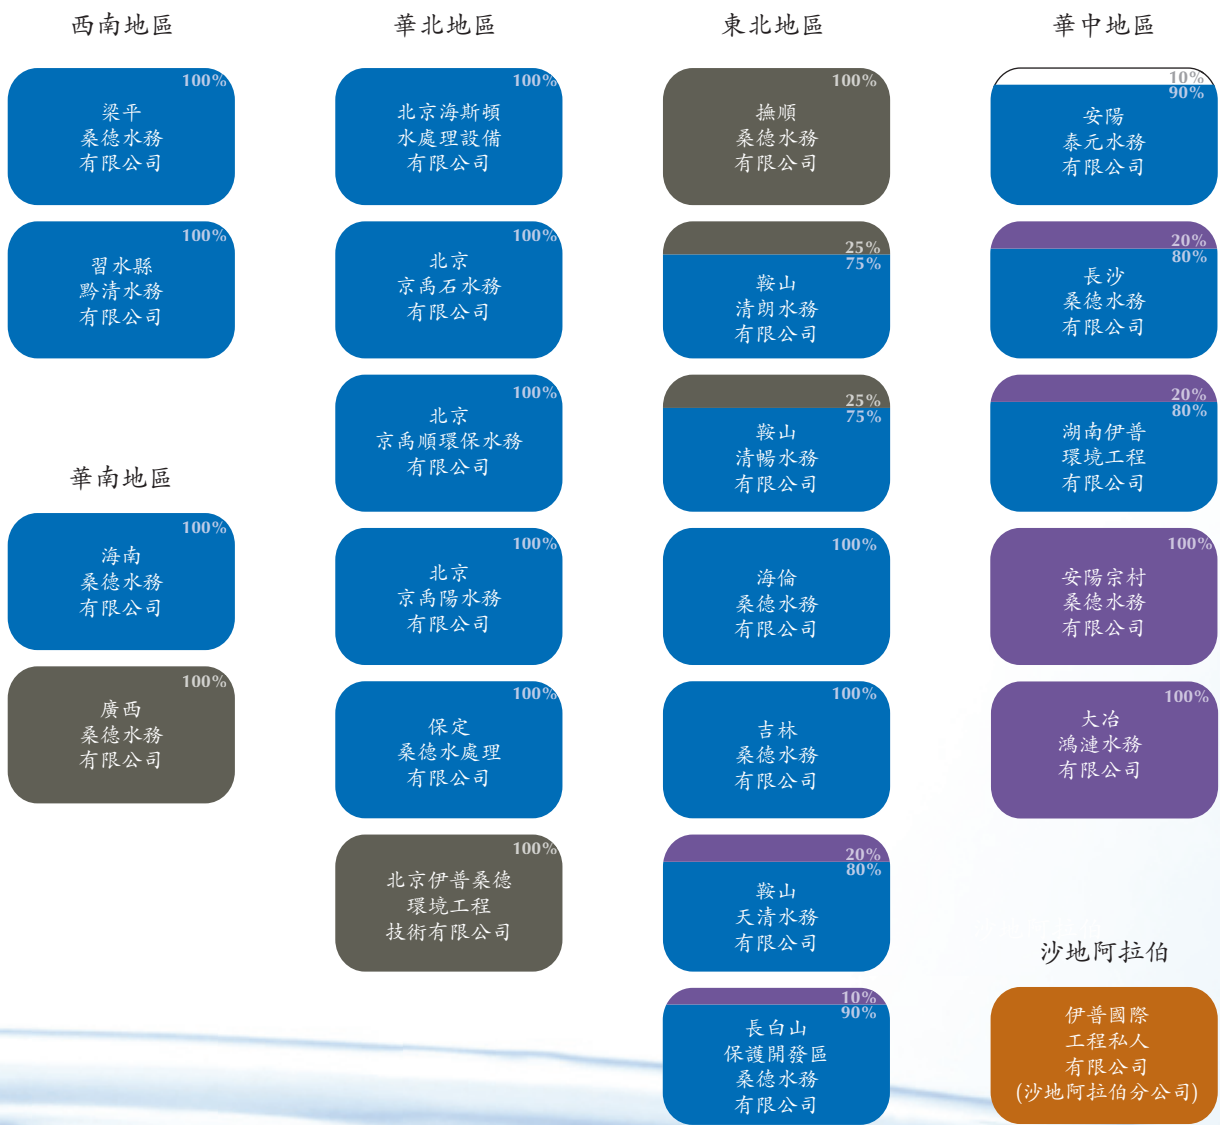 西南地區
100%
梁平
桑德水務
有限公司
100%
習水縣
黔清水務
有限公司
華南地區
100%
海南
桑德水務
有限公司
100%
廣西
桑德水務
有限公司
華北地區
100%
北京海斯頓
水處理設備
有限公司
100%
北京
京禹石水務
有限公司
100%
北京
京禹順環保水務
有限公司
100%
北京
京禹陽水務
有限公司
100%
保定
桑德水處理
有限公司
100%
北京伊普桑德
環境工程
技術有限公司
東北地區
100%
撫順
桑德水務
有限公司
25%
75%
鞍山
清朗水務
有限公司
25%
75%
鞍山
清暢水務
有限公司
100%
海倫
桑德水務
有限公司
100%
吉林
桑德水務
有限公司
20%
80%
鞍山
天清水務
有限公司
10%
90%
長白山
保護開發區
桑德水務
有限公司
華中地區
10%
90%
安陽
泰元水務
有限公司
20%
80%
長沙
桑德水務
有限公司
20%
80%
湖南伊普
環境工程
有限公司
100%
安陽宗村
桑德水務
有限公司
100%
大冶
鴻漣水務
有限公司
沙地阿拉伯
伊普國際
工程私人
有限公司
(沙地阿拉伯分公司)